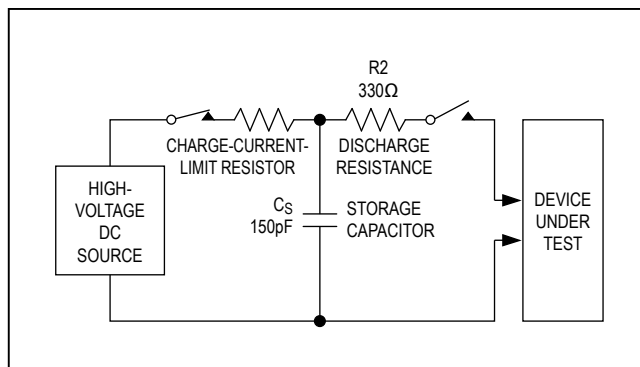 R2
330Ω
CHARGE-CURRENT-
LIMIT RESISTOR
DISCHARGE
RESISTANCE
HIGH-
VOLTAGE
DC
SOURCE
CS
150pF
STORAGE
CAPACITOR
DEVICE
UNDER
TEST